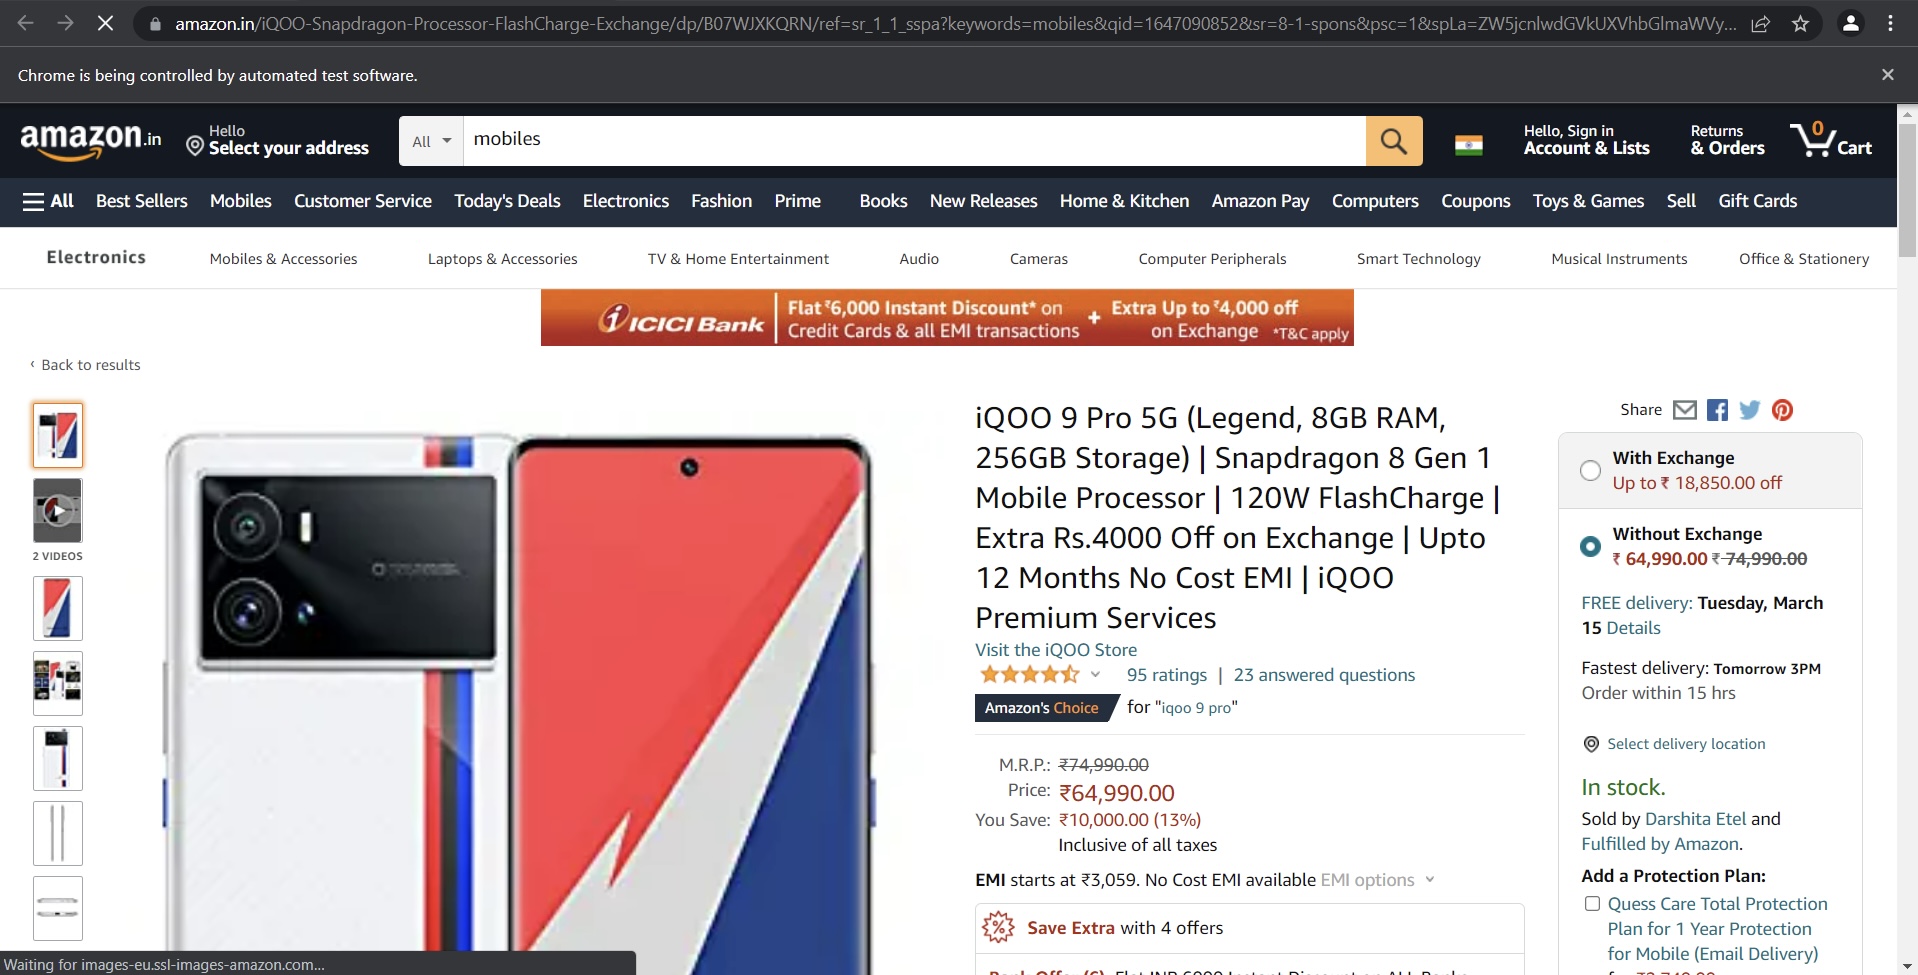 amazon.in/iQOO-Snapdragon-Processor-FlashCharge-Exchange/dp/B07WJXKQRN/ref=sr_1_1_sspa?keywords=mobiles&qid=1647090852&sr=8-1-spons&psc=1&spLa=ZW5jcnlwdGVkUXVhbGlmaWVy...
Chrome is being controlled by automated test software.
amazon.in
Hello
Select your address
All
mobiles
Hello, Sign in
Account & Lists
Returns
& Orders
0
Cart
All Best Sellers Mobiles Customer Service Today's Deals Electronics Fashion Prime Books New Releases Home & Kitchen Amazon Pay Computers Coupons Toys & Games Sell Gift Cards
Electronics Mobiles & Accessories Laptops & Accessories TV & Home Entertainment Audio Cameras Computer Peripherals Smart Technology Musical Instruments Office & Stationery
ICICI Bank
Flat ₹6,000 Instant Discount* on
Credit Cards & all EMI transactions
+
Extra Up to ₹4,000 off
on Exchange *T&C apply
‹ Back to results
2 VIDEOS
iQOO 9 Pro 5G (Legend, 8GB RAM,
256GB Storage) | Snapdragon 8 Gen 1
Mobile Processor | 120W FlashCharge |
Extra Rs.4000 Off on Exchange | Upto
12 Months No Cost EMI | iQOO
Premium Services
Visit the iQOO Store
95 ratings | 23 answered questions
Amazon's Choice for "iqoo 9 pro"
M.R.P.: ₹74,990.00
Price: ₹64,990.00
You Save: ₹10,000.00 (13%)
Inclusive of all taxes
EMI starts at ₹3,059. No Cost EMI available EMI options
Save Extra with 4 offers
Share
With Exchange
Up to ₹ 18,850.00 off
Without Exchange
₹ 64,990.00 ₹ 74,990.00
FREE delivery: Tuesday, March
15 Details
Fastest delivery: Tomorrow 3PM
Order within 15 hrs
Select delivery location
In stock.
Sold by Darshita Etel and
Fulfilled by Amazon.
Add a Protection Plan:
Quess Care Total Protection
Plan for 1 Year Protection
for Mobile (Email Delivery)
Waiting for images-eu.ssl-images-amazon.com...